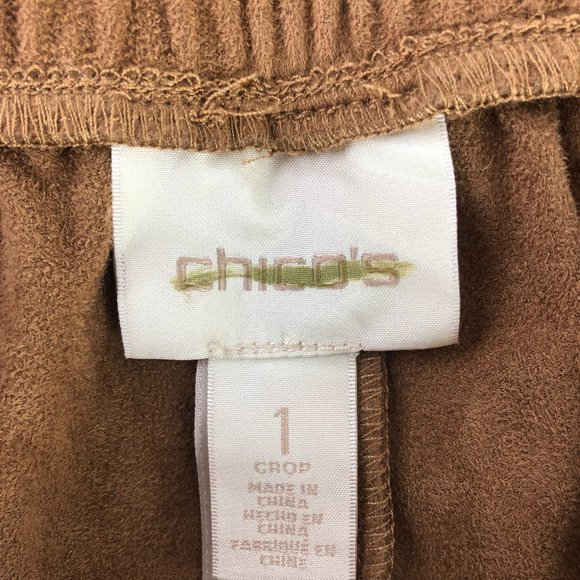 chico's
1
CROP
MADE IN
CHINA
HECHO EN
CHINA
FABRIQUÉ EN
CHINE